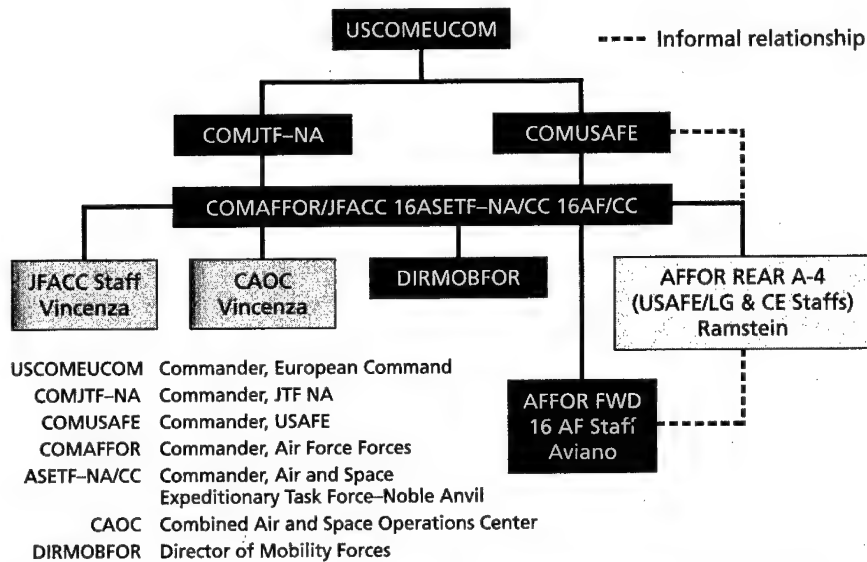 USCOMEUCOM
Informal relationship
COMJTF–NA
COMUSAFE
COMAFFOR/JFACC 16ASETF–NA/CC 16AF/CC
JFACC Staff
Vincenza
CAOC
Vincenza
DIRMOBFOR
AFFOR REAR A-4
(USAFE/LG & CE Staffs)
Ramstein
AFFOR FWD
16 AF Staff
Aviano
USCOMEUCOM Commander, European Command
COMJTF–NA Commander, JTF NA
COMUSAFE Commander, USAFE
COMAFFOR Commander, Air Force Forces
ASETF–NA/CC Commander, Air and Space
Expeditionary Task Force–Noble Anvil
CAOC Combined Air and Space Operations Center
DIRMOBFOR Director of Mobility Forces